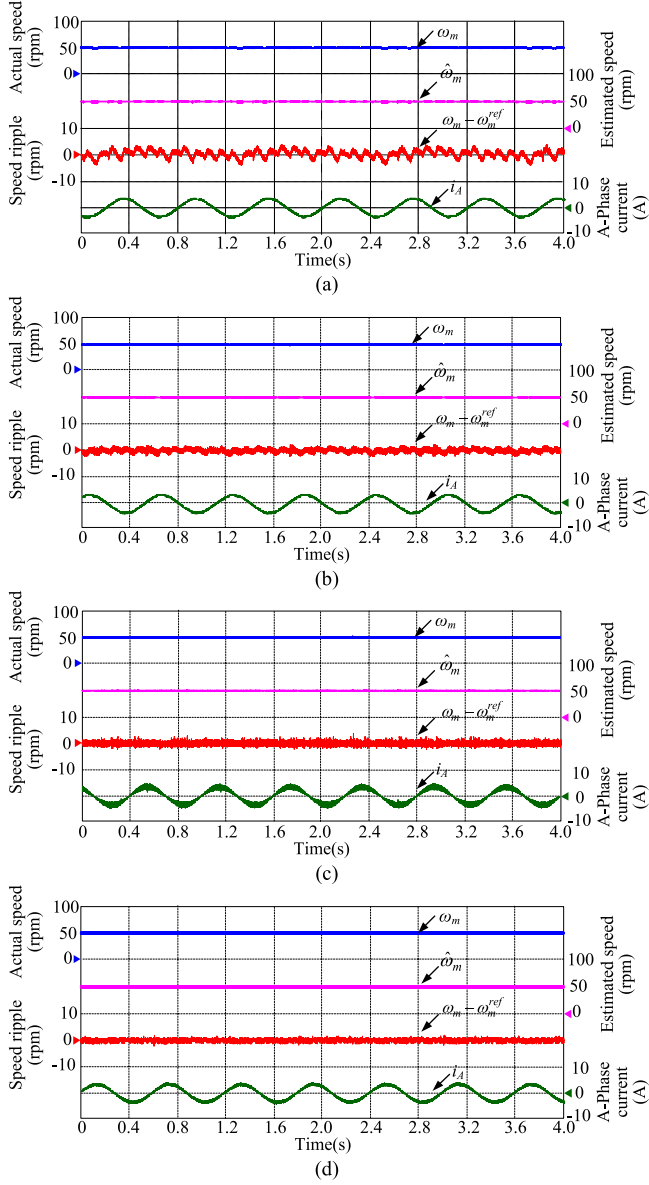 100
50
0
10
0
-10
Actual speed
(rpm)
Speed ripple
(rpm)
ω_m
ω̂_m
ω_m − ω_m^ref
i_A
100
50
0
10
0
-10
Estimated speed
(rpm)
A-Phase
current
(A)
0 0.4 0.8 1.2 1.6 2.0 2.4 2.8 3.2 3.6 4.0
Time(s)
(a)
100
50
0
10
0
-10
Actual speed
(rpm)
Speed ripple
(rpm)
ω_m
ω̂_m
ω_m − ω_m^ref
i_A
100
50
0
10
0
-10
Estimated speed
(rpm)
A-Phase
current
(A)
0 0.4 0.8 1.2 1.6 2.0 2.4 2.8 3.2 3.6 4.0
Time(s)
(b)
100
50
0
10
0
-10
Actual speed
(rpm)
Speed ripple
(rpm)
ω_m
ω̂_m
ω_m − ω_m^ref
i_A
100
50
0
10
0
-10
Estimated speed
(rpm)
A-Phase
current
(A)
0 0.4 0.8 1.2 1.6 2.0 2.4 2.8 3.2 3.6 4.0
Time(s)
(c)
100
50
0
10
0
-10
Actual speed
(rpm)
Speed ripple
(rpm)
ω_m
ω̂_m
ω_m − ω_m^ref
i_A
100
50
0
10
0
-10
Estimated speed
(rpm)
A-Phase
current
(A)
0 0.4 0.8 1.2 1.6 2.0 2.4 2.8 3.2 3.6 4.0
Time(s)
(d)